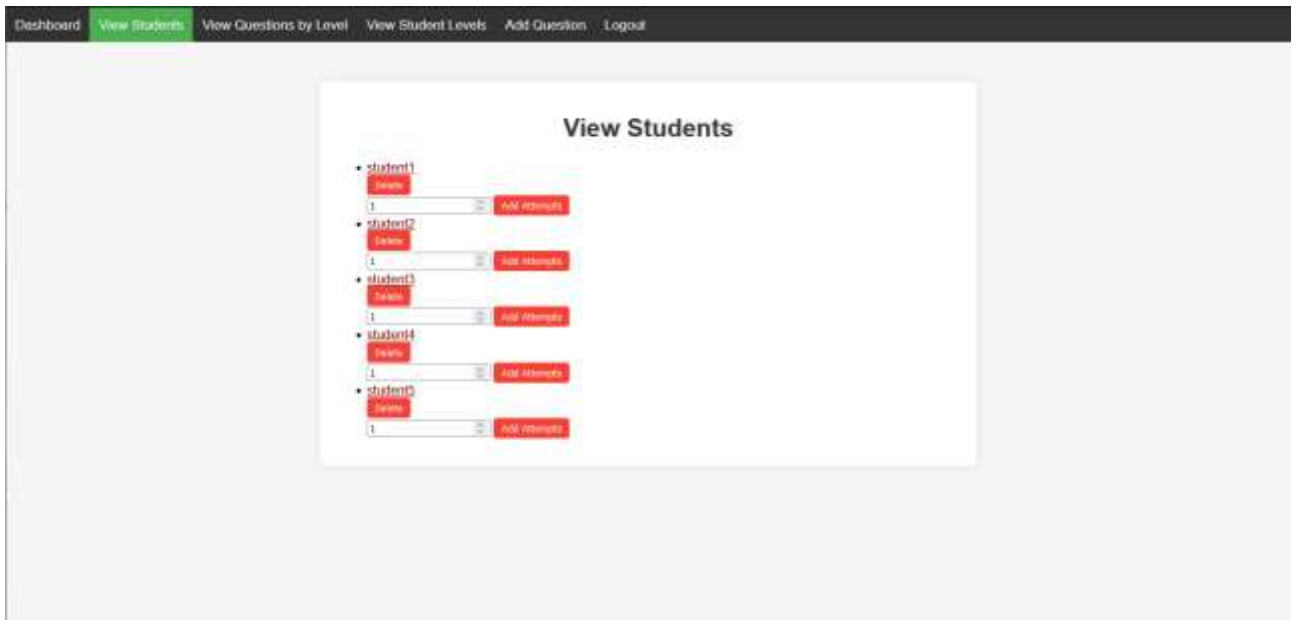 Dashboard View Students View Questions by Level View Student Levels Add Question Logout
View Students
student1
Delete
1 Add Attempts
student2
Delete
1 Add Attempts
student3
Delete
1 Add Attempts
student4
Delete
1 Add Attempts
student5
Delete
1 Add Attempts